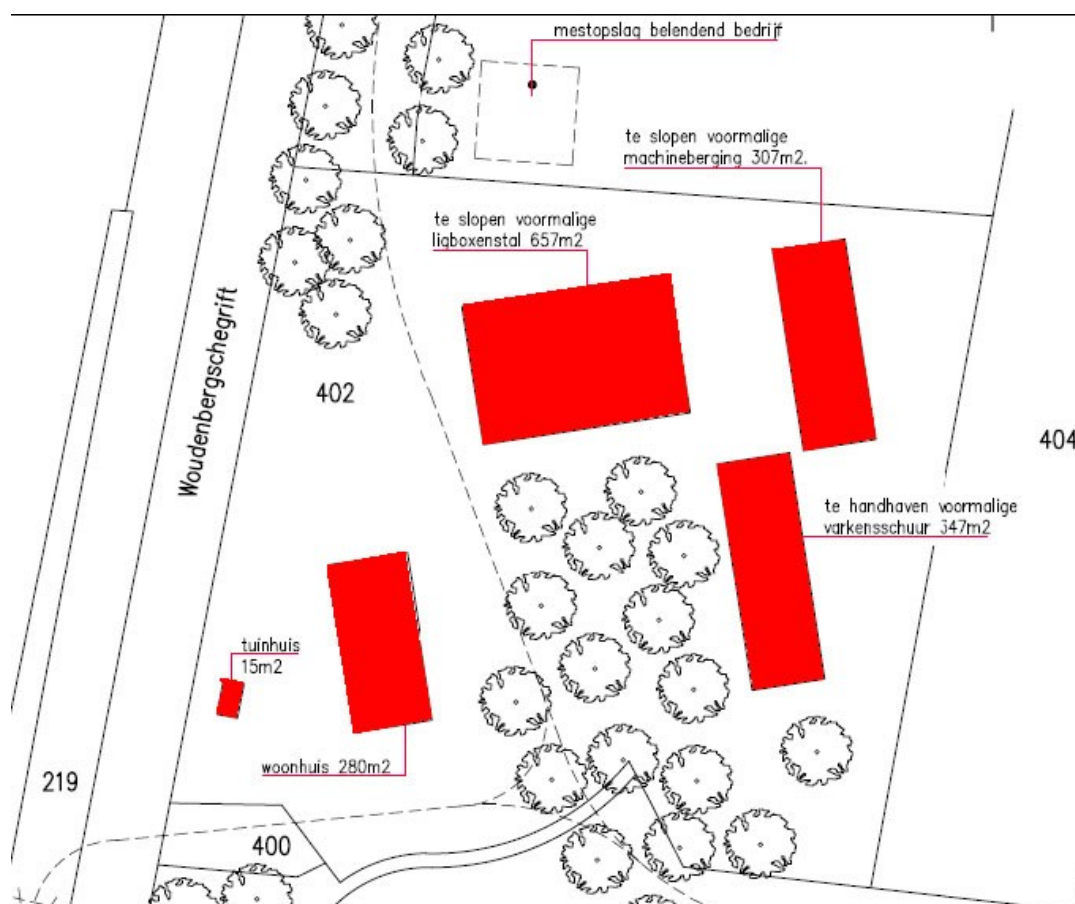 mestopslag belendend bedrijf
te slopen voormalige
machineberging 307m2.
te slopen voormalige
ligboxenstal 657m2
Woudenbergschegrift
402
404
te handhaven voormalige
varkensschuur 347m2
tuinhuis
15m2
woonhuis 280m2
219
400